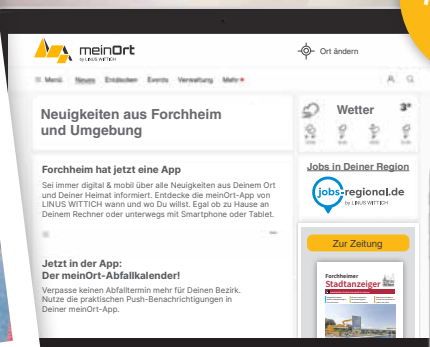 meinOrt
by LINUS WITTICH
Ort ändern
Menü Neues Entdecken Events Verwaltung Mehr
Neuigkeiten aus Forchheim
und Umgebung
Wetter 3°
Forchheim hat jetzt eine App
Sei immer digital & mobil über alle Neuigkeiten aus Deinem Ort
und Deiner Heimat informiert. Entdecke die meinOrt-App von
LINUS WITTICH wann und wo Du willst. Egal ob zu Hause an
Deinem Rechner oder unterwegs mit Smartphone oder Tablet.
Jetzt in der App:
Der meinOrt-Abfallkalender!
Verpasse keinen Abfalltermin mehr für Deinen Bezirk.
Nutze die praktischen Push-Benachrichtigungen in
Deiner meinOrt-App.
Jobs in Deiner Region
jobs-regional.de
by LINUS WITTICH
Zur Zeitung
Forchheimer
Stadtanzeiger